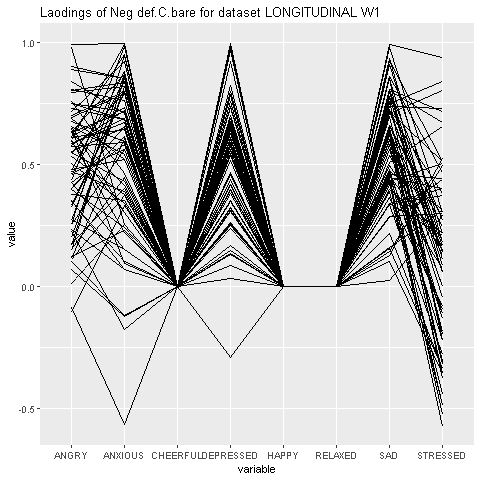 Laodings of Neg def.C.bare for dataset LONGITUDINAL W1
1.0
0.5
0.0
-0.5
value
ANGRY ANXIOUS CHEERFULDEPRESSED HAPPY RELAXED SAD STRESSED
variable